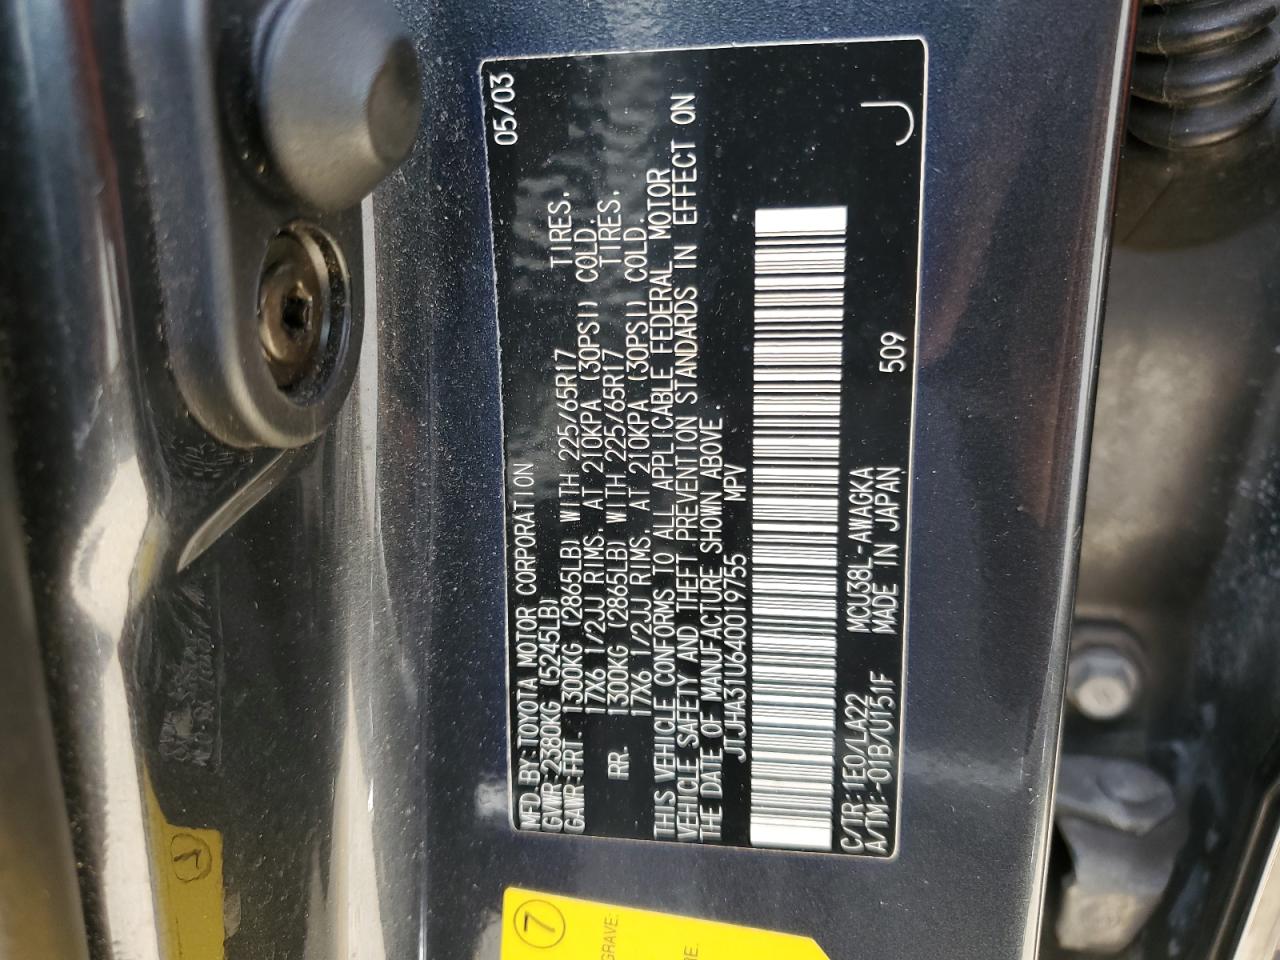 05/03
MFD.BY:TOYOTA MOTOR CORPORATION
GVWR:2380KG (5245LB)
GAWR:FRT. 1300KG (2865LB) WITH 225/65R17 TIRES.
17X6 1/2JJ RIMS. AT 210KPA (30PSI) COLD.
RR. 1300KG (2865LB) WITH 225/65R17 TIRES.
17X6 1/2JJ RIMS. AT 210KPA (30PSI) COLD.
THIS VEHICLE CONFORMS TO ALL APPLICABLE FEDERAL MOTOR
VEHICLE SAFETY AND THEFT PREVENTION STANDARDS IN EFFECT ON
THE DATE OF MANUFACTURE SHOWN ABOVE.
JTJHA31U640019755 MPV
C/TR:1E0/LA22 MCU38L-AWAGKA 509
A/TM:-01B/U151F MADE IN JAPAN
J
7
GRAVE:
RE.